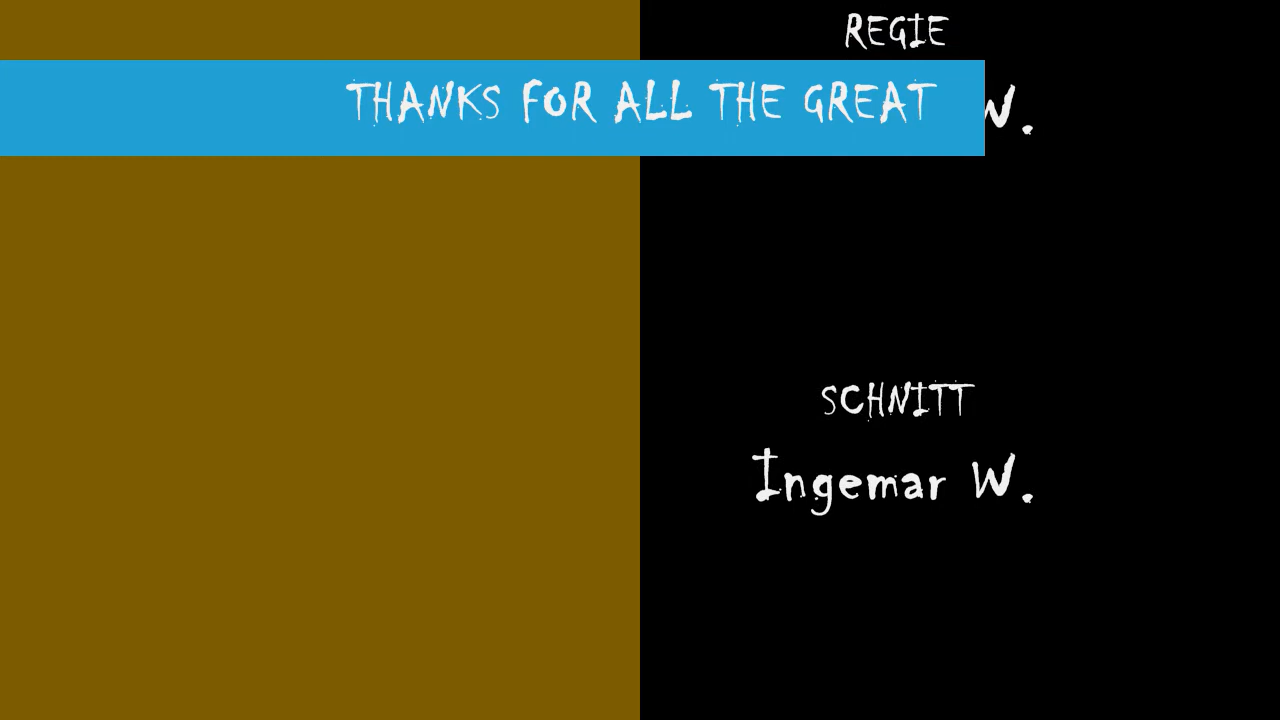 REGIE
THANKS FOR ALL THE GREAT
W.
SCHNITT
Ingemar W.